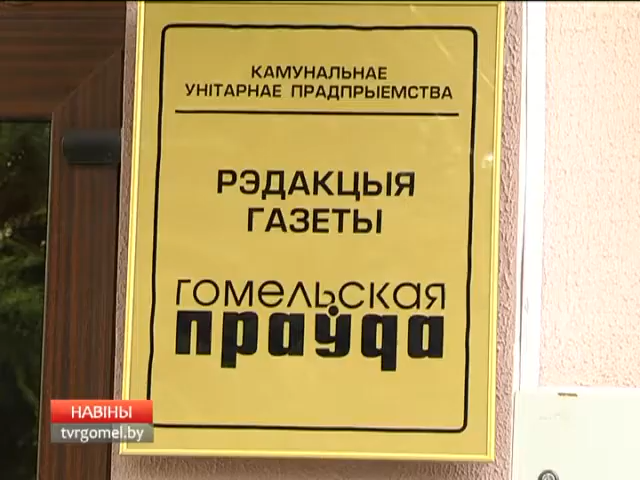 КАМУНАЛЬНАЕ
УНІТАРНАЕ ПРАДПРЫЕМСТВА
РЭДАКЦЫЯ
ГАЗЕТЫ
гомельская
праўда
НАВІНЫ
tvrgomel.by